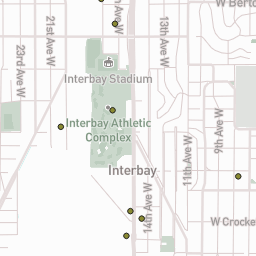 W Berto
Ave W
21st Ave W
23rd Ave W
13th Ave W
Interbay Stadium
Interbay Athletic
Complex
9th Ave W
11th Ave W
Interbay
14th Ave W
W Crocke